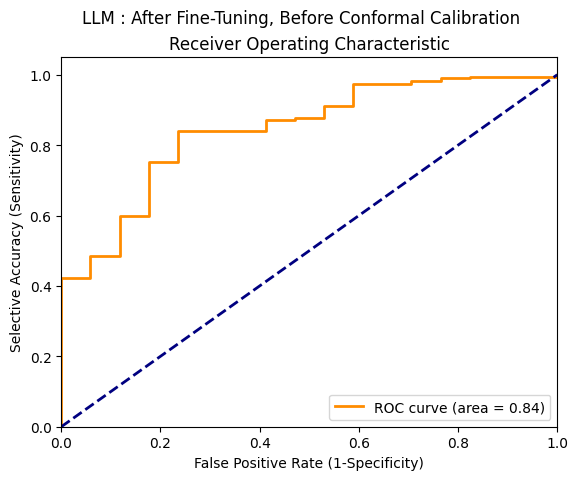 LLM : After Fine-Tuning, Before Conformal Calibration
Receiver Operating Characteristic
1.0
0.8
0.6
0.4
0.2
0.0
Selective Accuracy (Sensitivity)
ROC curve (area = 0.84)
0.0 0.2 0.4 0.6 0.8 1.0
False Positive Rate (1-Specificity)